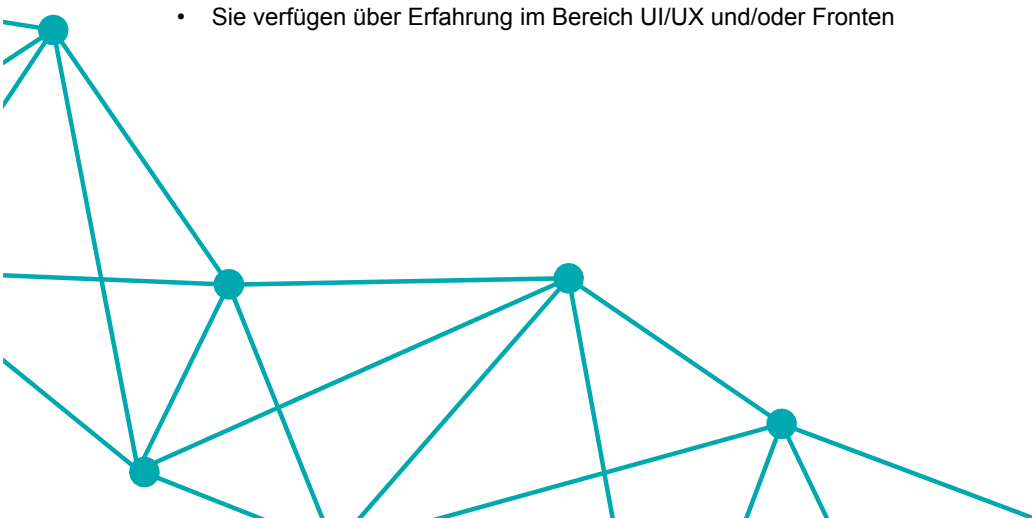 • Sie verfügen über Erfahrung im Bereich UI/UX und/oder Fronten